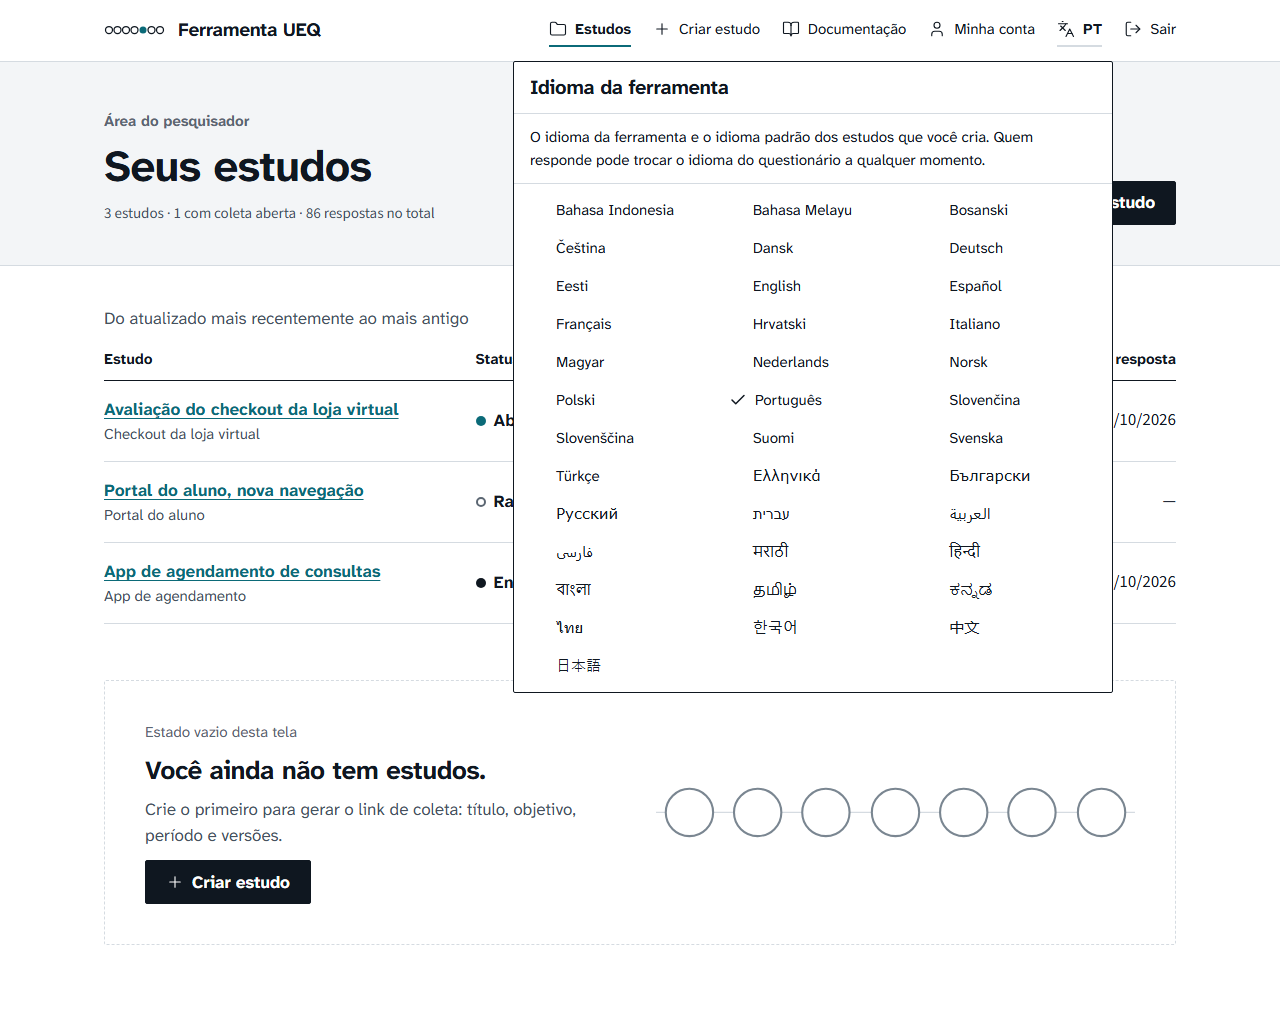 Ferramenta UEQ
Estudos
Criar estudo
Documentação
Minha conta
PT
Sair
Idioma da ferramenta
O idioma da ferramenta e o idioma padrão dos estudos que você cria. Quem
responde pode trocar o idioma do questionário a qualquer momento.
Bahasa Indonesia
Bahasa Melayu
Bosanski
Čeština
Dansk
Deutsch
Eesti
English
Español
Français
Hrvatski
Italiano
Magyar
Nederlands
Norsk
Polski
Português
Slovenčina
Slovenščina
Suomi
Svenska
Türkçe
Ελληνικά
Български
Русский
עברית
العربية
فارسی
मराठी
हिन्दी
বাংলা
தமிழ்
ಕನ್ನಡ
ไทย
한국어
中文
日本語
Área do pesquisador
Seus estudos
3 estudos · 1 com coleta aberta · 86 respostas no total
studo
Do atualizado mais recentemente ao mais antigo
Estudo
Statu
resposta
Avaliação do checkout da loja virtual
Checkout da loja virtual
Ab
/10/2026
Portal do aluno, nova navegação
Portal do aluno
Ra
—
App de agendamento de consultas
App de agendamento
En
/10/2026
Estado vazio desta tela
Você ainda não tem estudos.
Crie o primeiro para gerar o link de coleta: título, objetivo,
período e versões.
Criar estudo